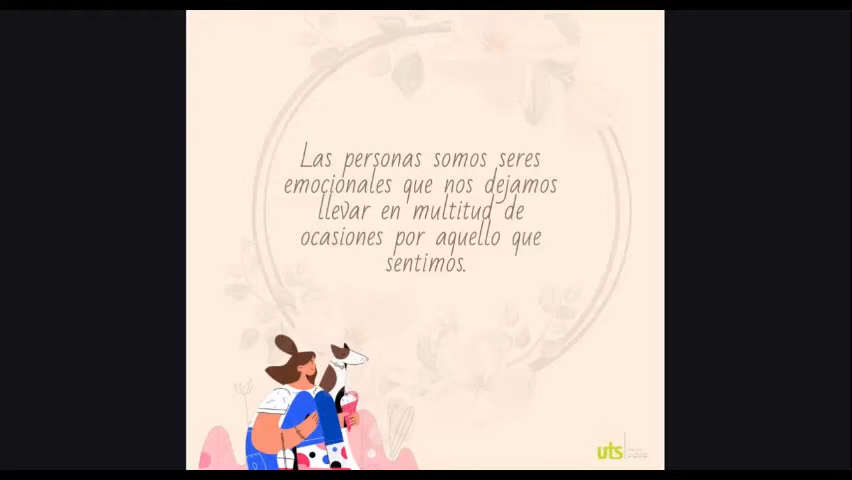 Las personas somos seres
emocionales que nos dejamos
llevar en multitud de
ocasiones por aquello que
sentimos.
uts